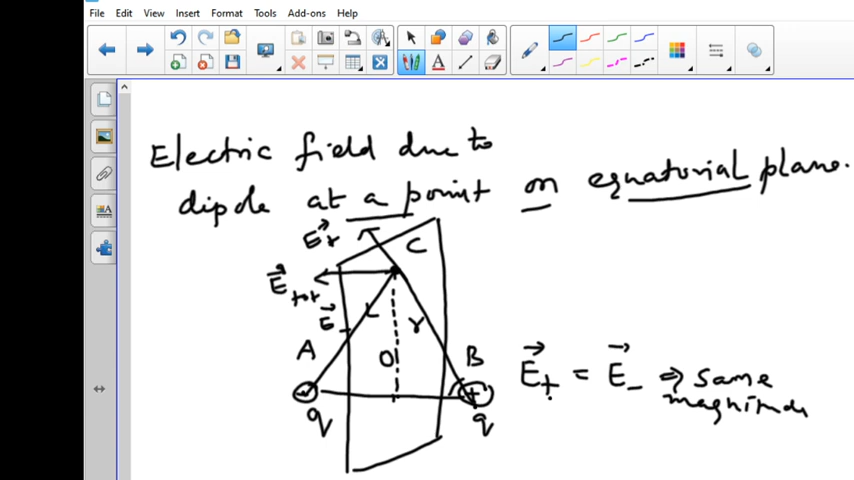 File Edit View Insert Format Tools Add-ons Help
Electric field due to
dipole at a point on equatorial plane.
E⃗₊ C
E⃗ₜₒₜ
E⃗₋ r
A O B
q q
E⃗₊ = E⃗₋ ⇒ same
magnitude